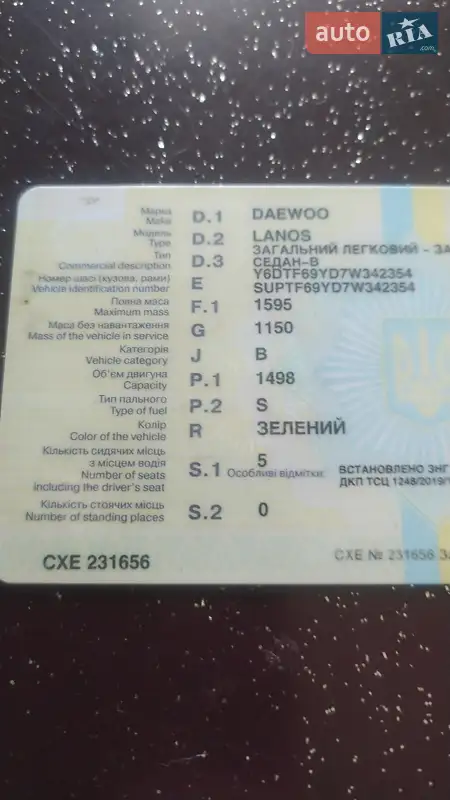 auto RIA .com
Марка
Make D.1 DAEWOO
Модель
Type D.2 LANOS
Тип
Commercial description D.3 ЗАГАЛЬНИЙ ЛЕГКОВИЙ - ЗА
СЕДАН-В
Номер шасі (кузова, рами)
Vehicle identification number E Y6DTF69YD7W342354
SUPTF69YD7W342354
Повна маса
Maximum mass F.1 1595
Маса без навантаження
Mass of the vehicle in service G 1150
Категорія
Vehicle category J B
Об'єм двигуна
Capacity P.1 1498
Тип пального
Type of fuel P.2 S
Колір
Color of the vehicle R ЗЕЛЕНИЙ
Кількість сидячих місць
з місцем водія
Number of seats
including the driver's seat S.1 5
Особливі відмітки: ВСТАНОВЛЕНО ЗНГ
ДКП ТСЦ 1248/2019/
Кількість стоячих місць
Number of standing places S.2 0
СХЕ 231656
СХЕ № 231656